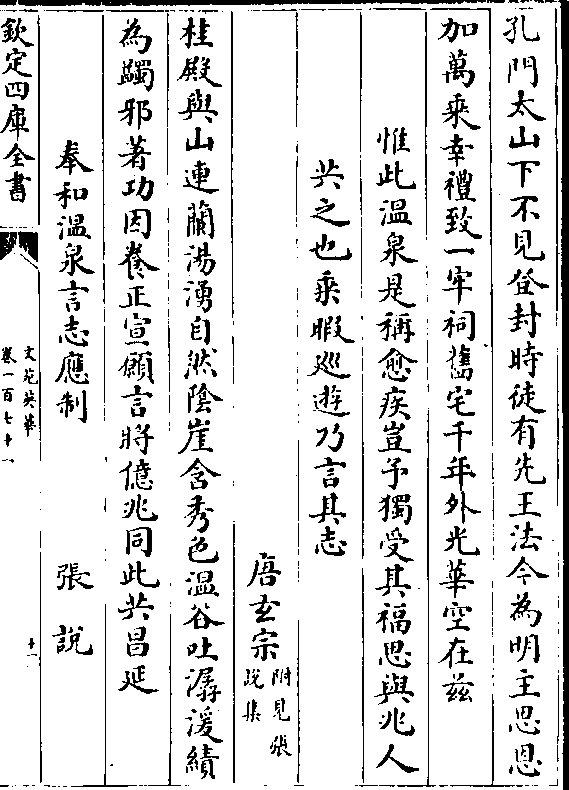 孔門太山下不見登封時徒有先王法今為明主思恩
加萬乘幸禮致一牢祠舊宅千年外光華空在兹
惟此溫泉是稱愈疾豈予獨受其福思與兆人
共之也乘暇巡遊乃言其志
唐玄宗附見張說集
桂殿與山連蘭湯湧自然陰崖含秀色溫谷吐潺湲績
為蠲邪著功因養正宣願言將億兆同此共昌延
奉和溫泉言志應制 張說
欽定四庫全書
文苑英華
卷一百七十一
十一